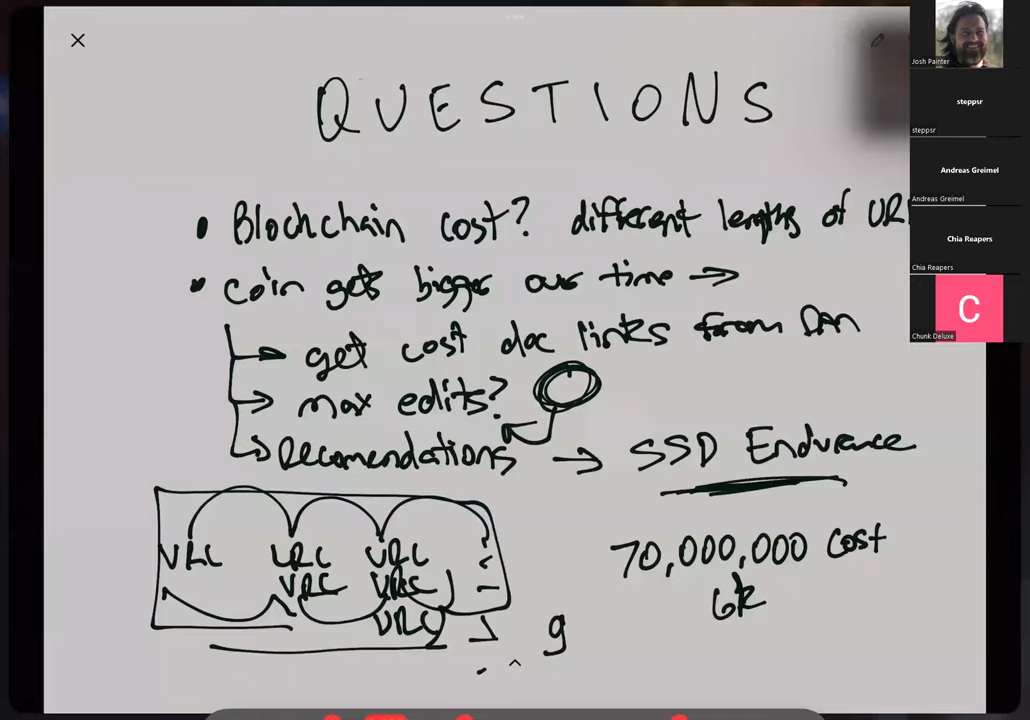 QUESTIONS
• Blockchain cost? different lengths of UR
• Coin gets bigger over time →
→ get cost doc links from DAN
→ max edits?
→ Recomendations → SSD Endurance
70,000,000 cost
6k
URL URL URL
URL URL
URL
g
Josh Painter
steppsr
steppsr
Andreas Greimel
Andreas Greimel
Chia Reapers
Chia Reapers
C
Chunk Deluxe